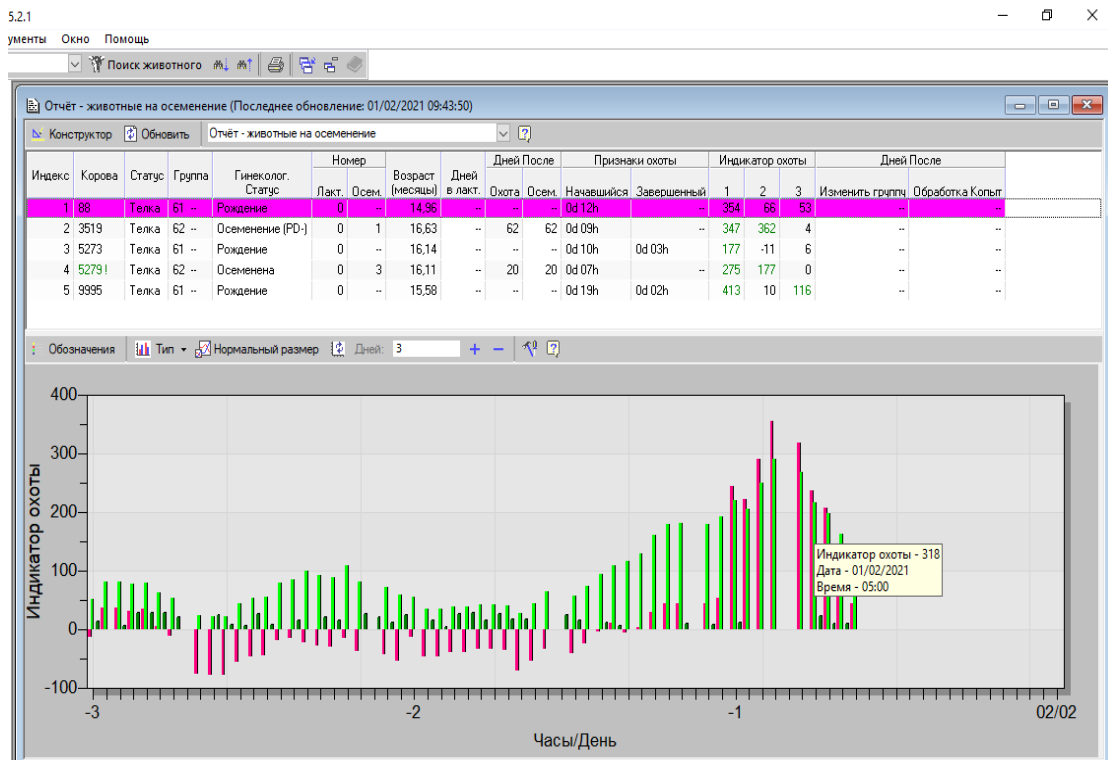 5.2.1
ументы Окно Помощь
Поиск животного
Отчёт - животные на осеменение (Последнее обновление: 01/02/2021 09:43:50)
Конструктор Обновить Отчёт - животные на осеменение
Номер Дней После Признаки охоты Индикатор охоты Дней После
Индекс Корова Статус Группа Гинеколог. Статус Лакт. Осем. Возраст (месяцы) Дней в лакт. Охота Осем. Начавшийся Завершенный 1 2 3 Изменить группу Обработка Копыт
1 88 Телка 61 -- Рождение 0 -- 14,96 -- -- -- 0d 12h -- 354 66 53 -- --
2 3519 Телка 62 -- Осеменение (PD-) 0 1 16,63 -- 62 62 0d 09h -- 347 362 4 -- --
3 5273 Телка 61 -- Рождение 0 -- 16,14 -- -- -- 0d 10h 0d 03h 177 -11 6 -- --
4 5279! Телка 62 -- Осеменена 0 3 16,11 -- 20 20 0d 07h -- 275 177 0 -- --
5 9995 Телка 61 -- Рождение 0 -- 15,58 -- -- -- 0d 19h 0d 02h 413 10 116 -- --
Обозначения Тип Нормальный размер Дней: 3
400
300
200
100
0
-100
Индикатор охоты
Индикатор охоты - 318
Дата - 01/02/2021
Время - 05:00
-3 -2 -1 02/02
Часы/День